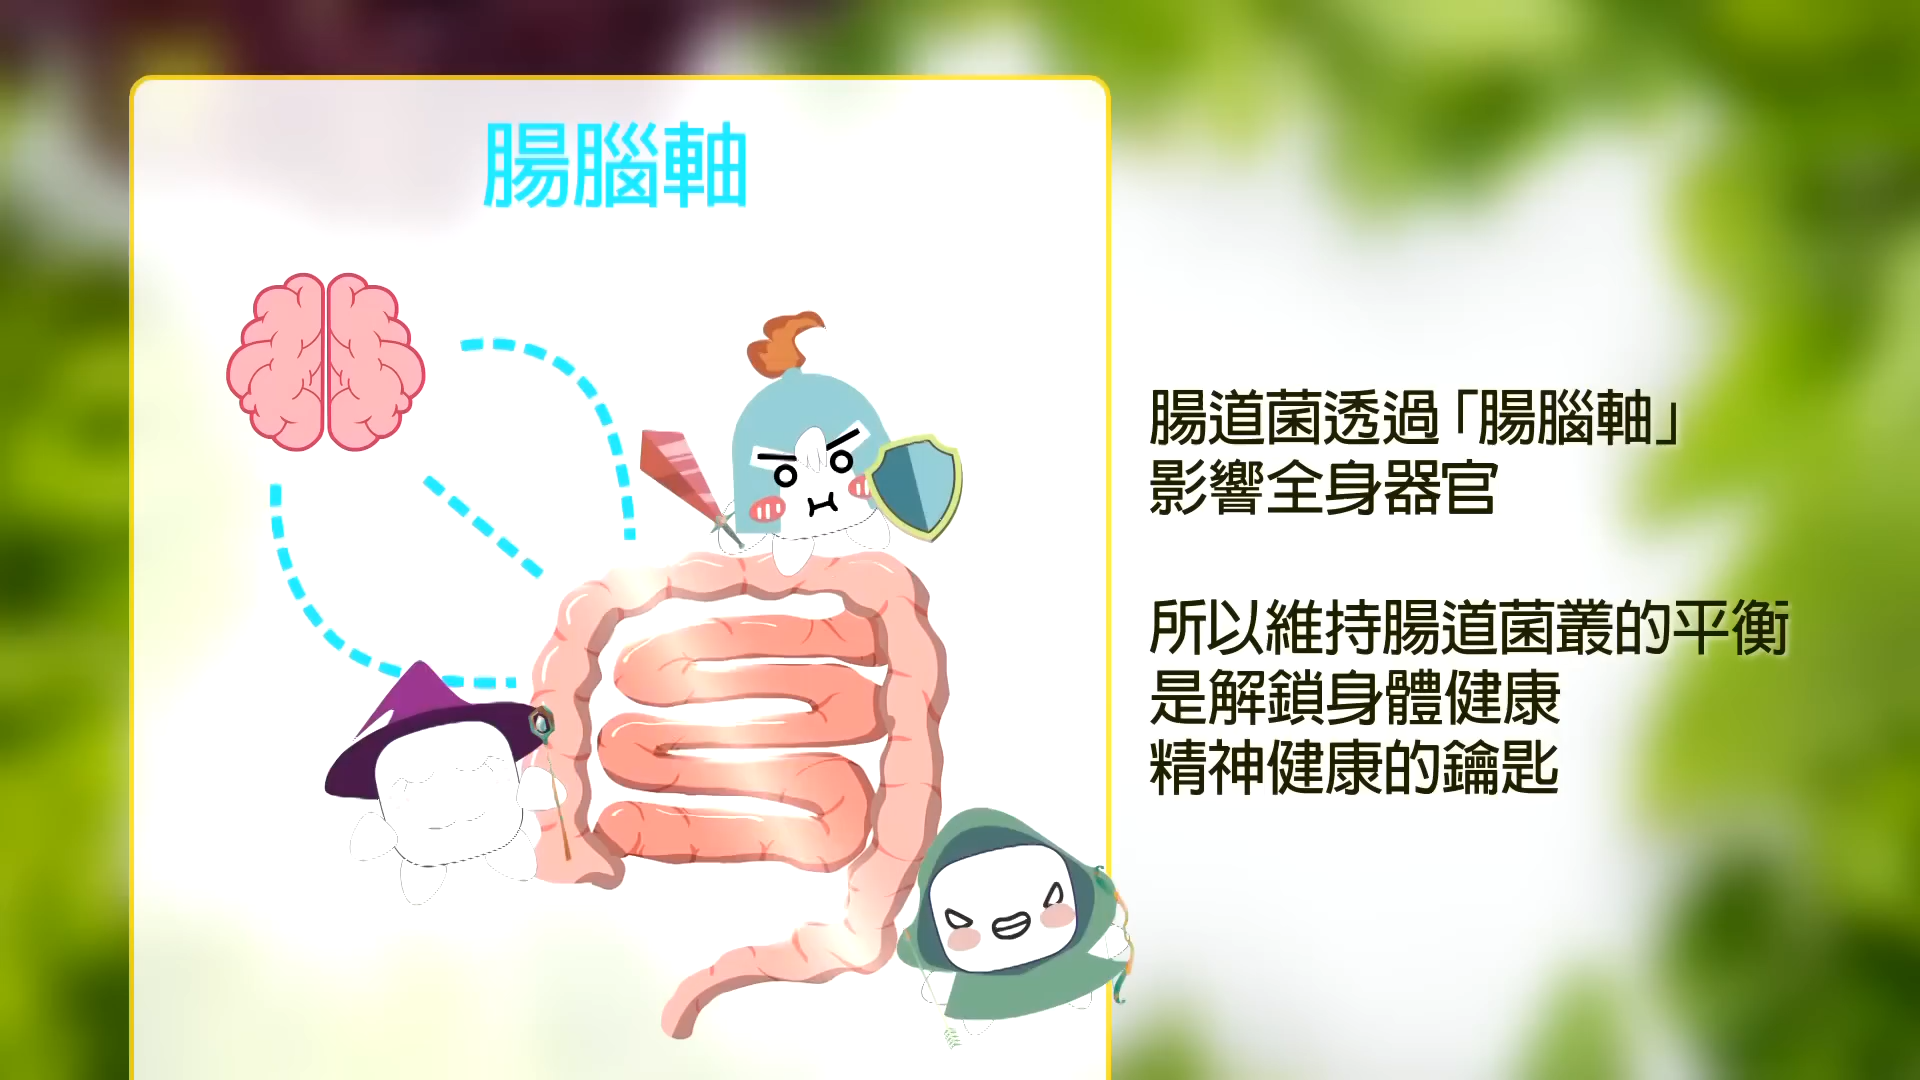 腸腦軸
腸道菌透過「腸腦軸」
影響全身器官
所以維持腸道菌叢的平衡
是解鎖身體健康
精神健康的鑰匙